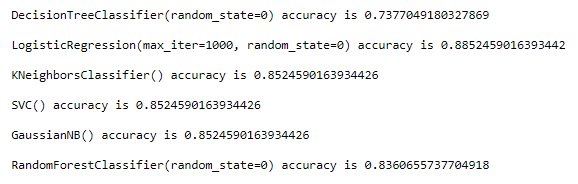 DecisionTreeClassifier(random_state=0) accuracy is 0.7377049180327869
LogisticRegression(max_iter=1000, random_state=0) accuracy is 0.885245901639342
KNeighborsClassifier() accuracy is 0.8524590163934426
SVC() accuracy is 0.8524590163934426
GaussianNB() accuracy is 0.8524590163934426
RandomForestClassifier(random_state=0) accuracy is 0.8360655737704918